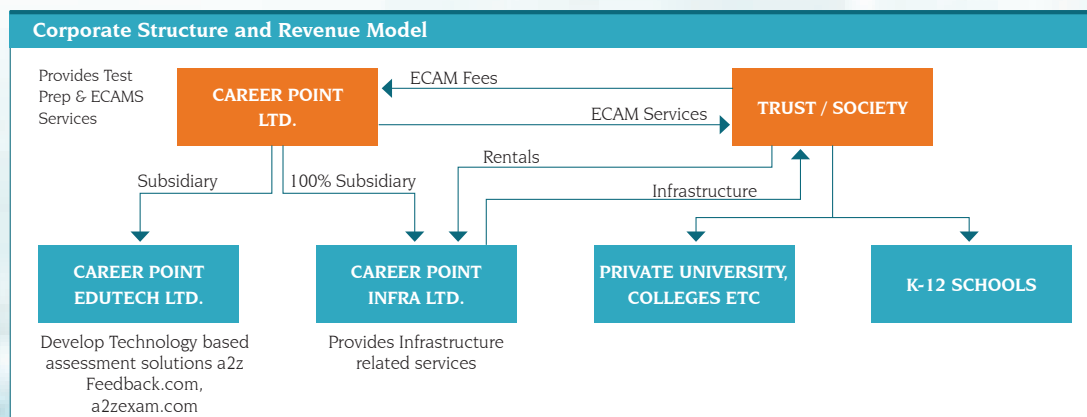 Corporate Structure and Revenue Model
Provides Test
Prep & ECAMS
Services
CAREER POINT
LTD.
ECAM Fees
ECAM Services
TRUST / SOCIETY
Rentals
Infrastructure
Subsidiary
100% Subsidiary
CAREER POINT
EDUTECH LTD.
CAREER POINT
INFRA LTD.
PRIVATE UNIVERSITY,
COLLEGES ETC
K-12 SCHOOLS
Develop Technology based
assessment solutions a2z
Feedback.com,
a2zexam.com
Provides Infrastructure
related services